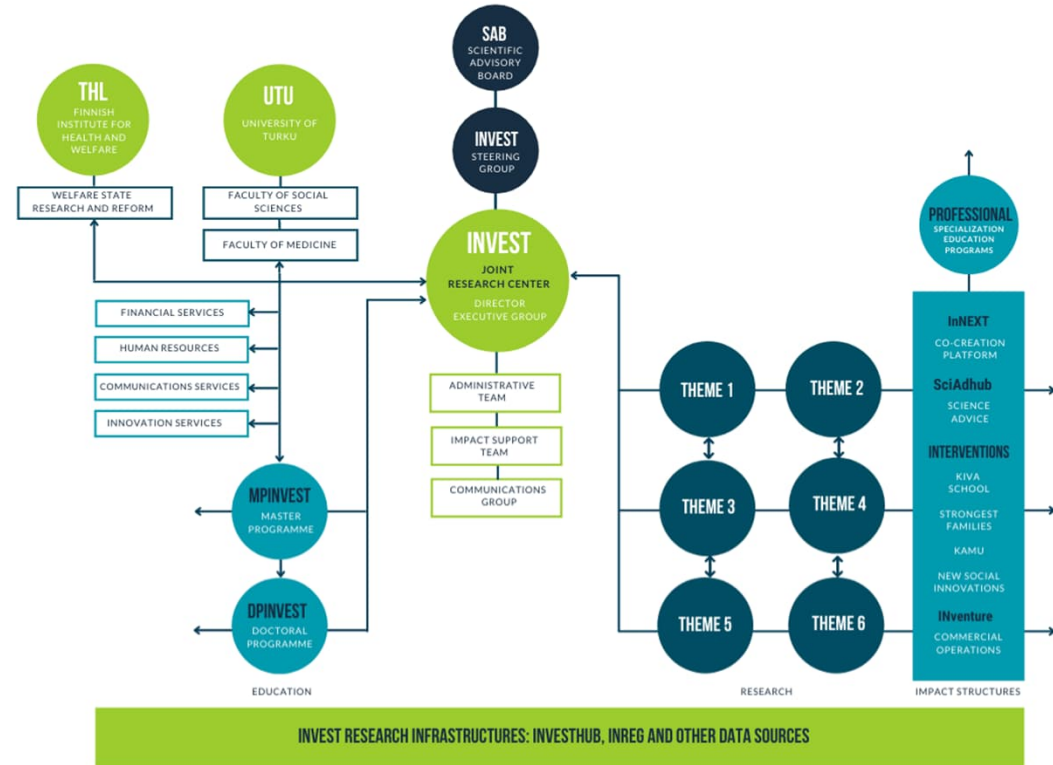 SAB
SCIENTIFIC
ADVISORY
BOARD
THL
FINNISH
INSTITUTE FOR
HEALTH AND
WELFARE
UTU
UNIVERSITY OF
TURKU
INVEST
STEERING
GROUP
WELFARE STATE
RESEARCH AND REFORM
FACULTY OF SOCIAL
SCIENCES
FACULTY OF MEDICINE
INVEST
JOINT
RESEARCH CENTER
DIRECTOR
EXECUTIVE GROUP
PROFESSIONAL
SPECIALIZATION
EDUCATION
PROGRAMS
FINANCIAL SERVICES
HUMAN RESOURCES
COMMUNICATIONS SERVICES
INNOVATION SERVICES
ADMINISTRATIVE
TEAM
IMPACT SUPPORT
TEAM
COMMUNICATIONS
GROUP
THEME 1
THEME 2
THEME 3
THEME 4
THEME 5
THEME 6
InNEXT
CO-CREATION
PLATFORM
SciAdhub
SCIENCE
ADVICE
INTERVENTIONS
KIVA
SCHOOL
STRONGEST
FAMILIES
KAMU
NEW SOCIAL
INNOVATIONS
INventure
COMMERCIAL
OPERATIONS
MPINVEST
MASTER
PROGRAMME
DPINVEST
DOCTORAL
PROGRAMME
EDUCATION
RESEARCH
IMPACT STRUCTURES
INVEST RESEARCH INFRASTRUCTURES: INVESTHUB, INREG AND OTHER DATA SOURCES